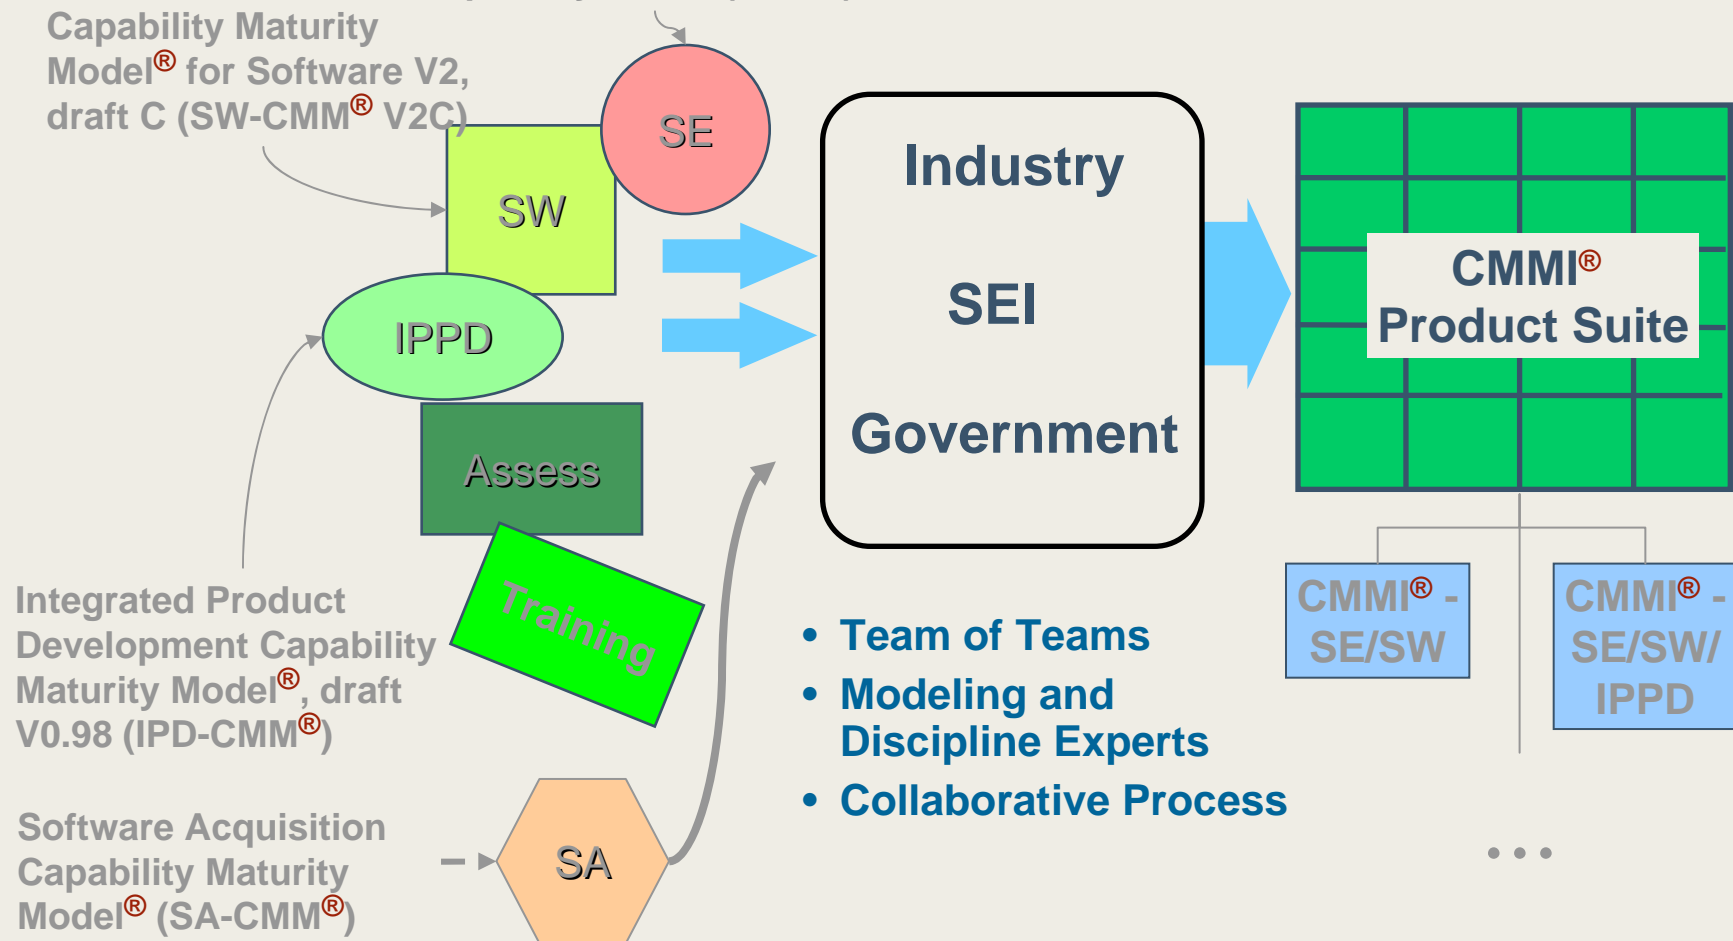 Capability Maturity
Model® for Software V2,
draft C (SW-CMM® V2C)
SE
SW
IPPD
Assess
Training
Integrated Product
Development Capability
Maturity Model®, draft
V0.98 (IPD-CMM®)
Software Acquisition
Capability Maturity
Model® (SA-CMM®)
SA
Industry
SEI
Government
• Team of Teams
• Modeling and
Discipline Experts
• Collaborative Process
CMMI®
Product Suite
CMMI® -
SE/SW
CMMI® -
SE/SW/
IPPD
• • •